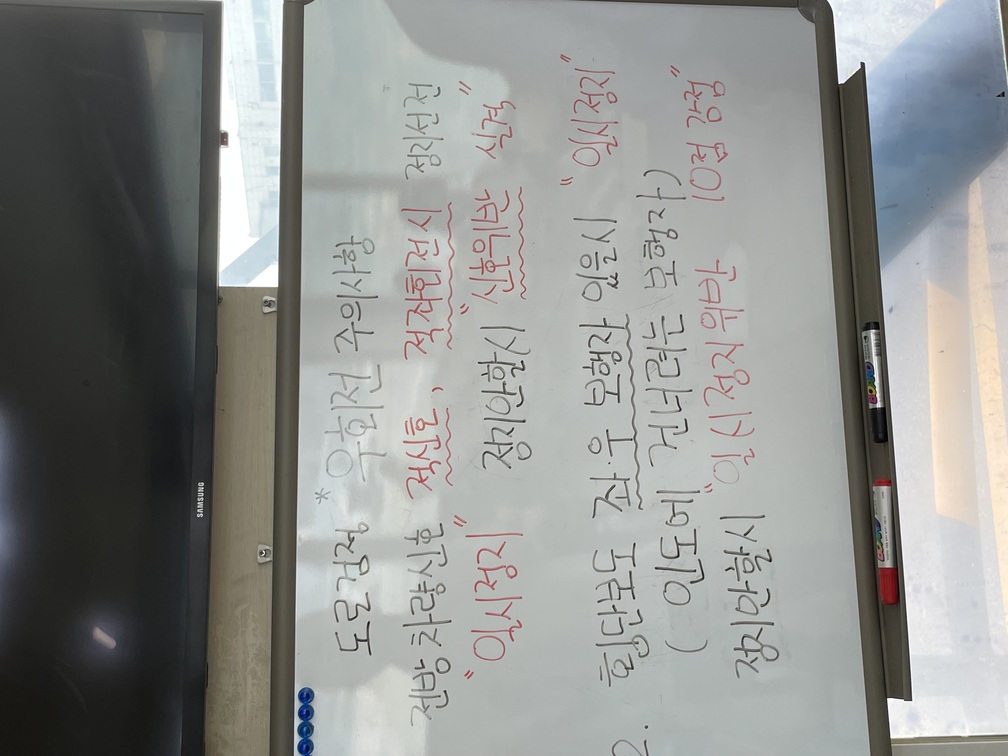 SAMSUNG
도로검정 *우회전 주의사항
전방 차량신호 적신호, 적좌회전시 정지선전
"일시정지" 정지안할시 "신호위반 실격"
2. 횡단보도 좌·우 보행자 있을시 "일시정지"
( 인도에 건너려는 보행자)
정지안할시 "일시정지위반 10점 감점"
BOARD BOARD